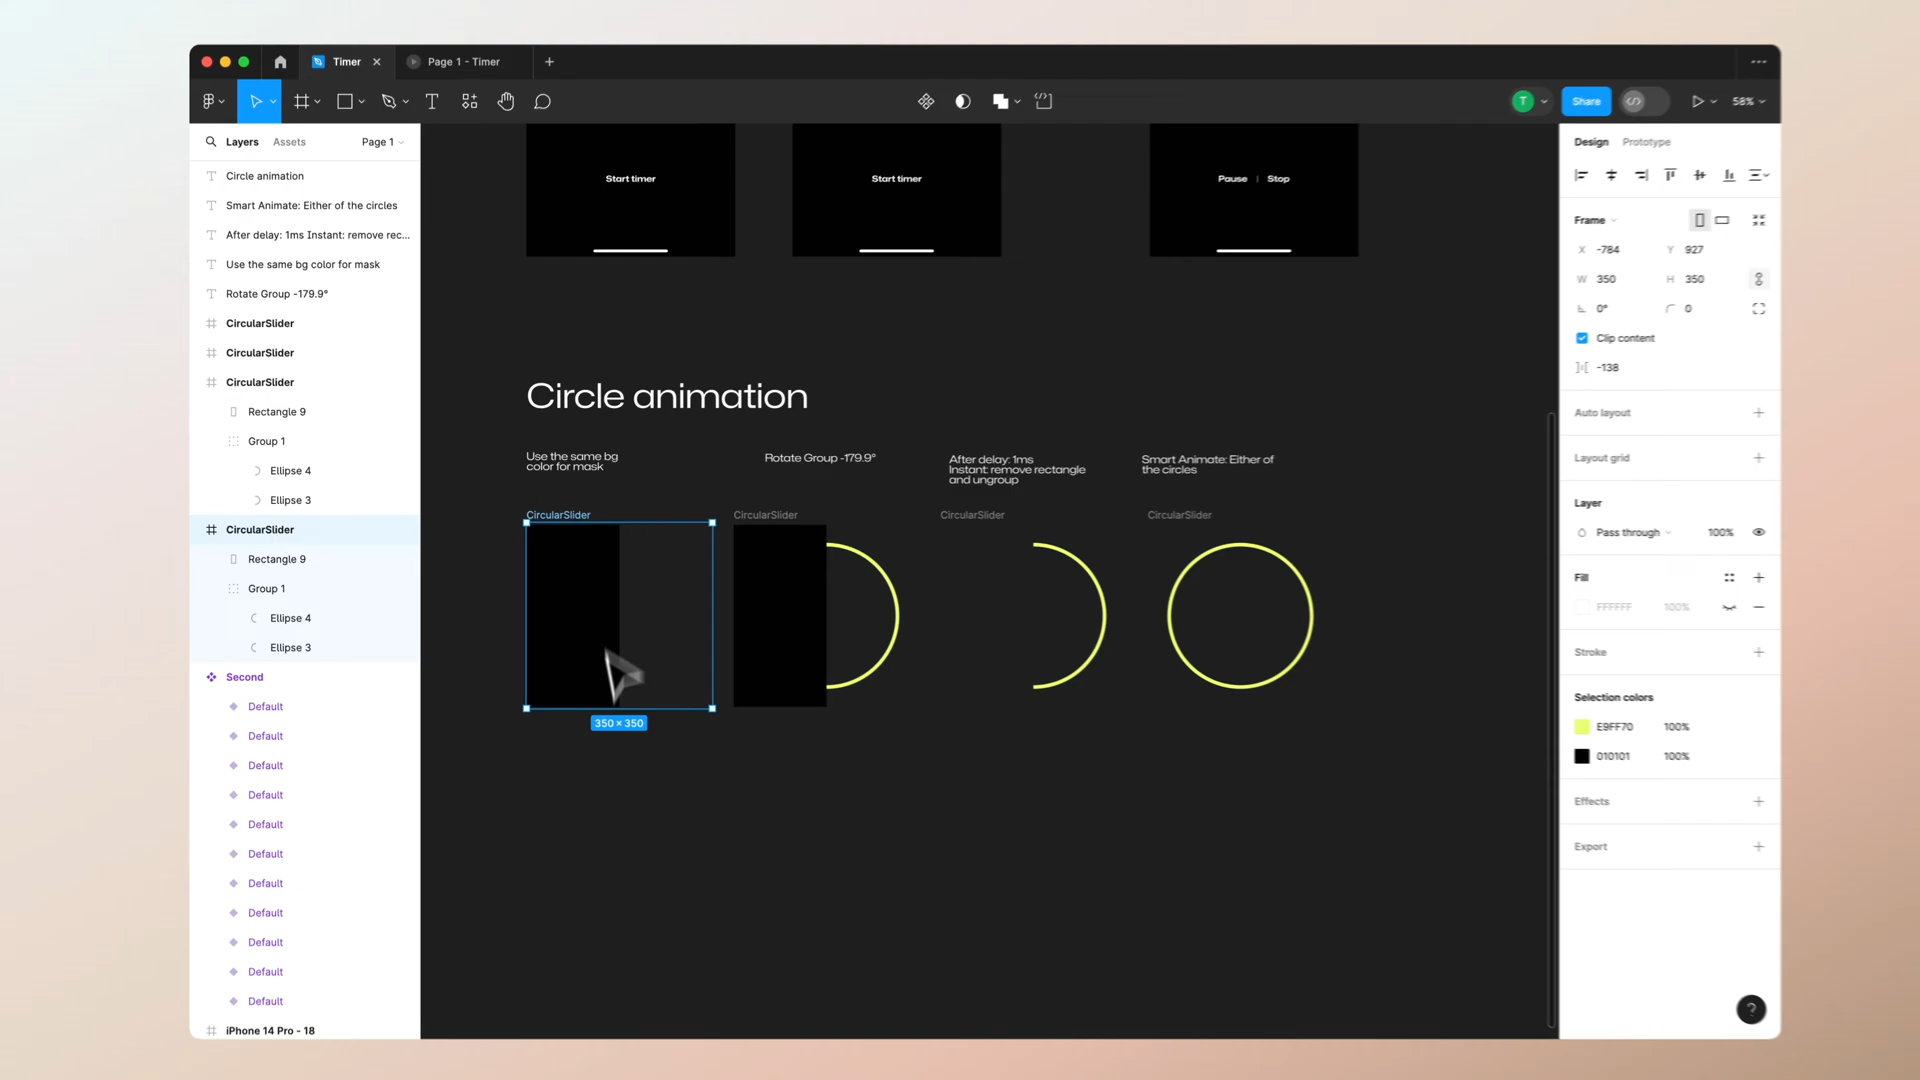 Timer
Page 1 - Timer
T
Share
58%
Layers
Assets
Page 1
Circle animation
Smart Animate: Either of the circles
After delay: 1ms Instant: remove rec...
Use the same bg color for mask
Rotate Group -179.9°
CircularSlider
CircularSlider
CircularSlider
Rectangle 9
Group 1
Ellipse 4
Ellipse 3
CircularSlider
Rectangle 9
Group 1
Ellipse 4
Ellipse 3
Second
Default
Default
Default
Default
Default
Default
Default
Default
Default
Default
Default
iPhone 14 Pro - 18
Start timer
Start timer
Pause | Stop
Circle animation
Use the same bg
color for mask
Rotate Group -179.9°
After delay: 1ms
Instant: remove rectangle
and ungroup
Smart Animate: Either of
the circles
CircularSlider
CircularSlider
CircularSlider
CircularSlider
350 × 350
Design
Prototype
Frame
X -784
Y 927
W 350
H 350
0°
0
Clip content
-138
Auto layout
Layout grid
Layer
Pass through
100%
Fill
FFFFFF
100%
Stroke
Selection colors
E9FF70
100%
010101
100%
Effects
Export
?